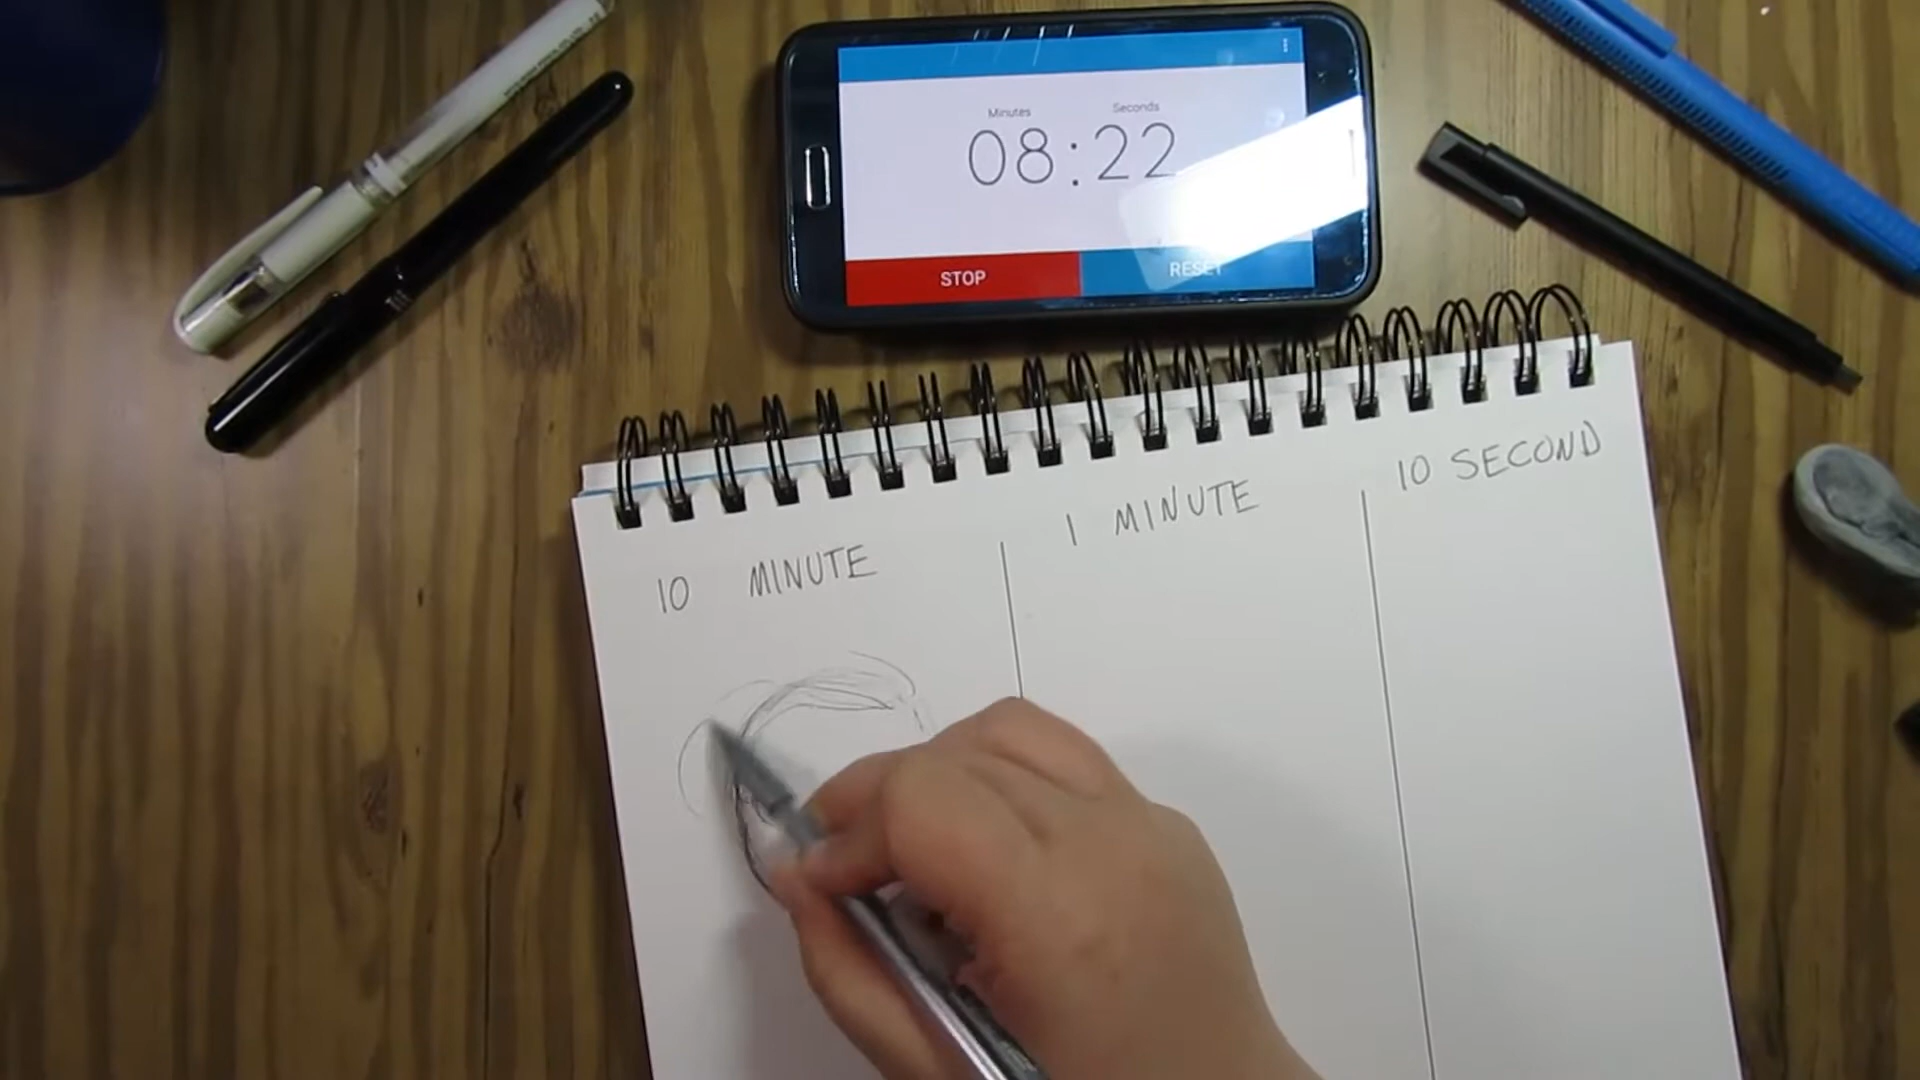 Minutes Seconds
08:22
STOP RESET
10 MINUTE
1 MINUTE
10 SECOND